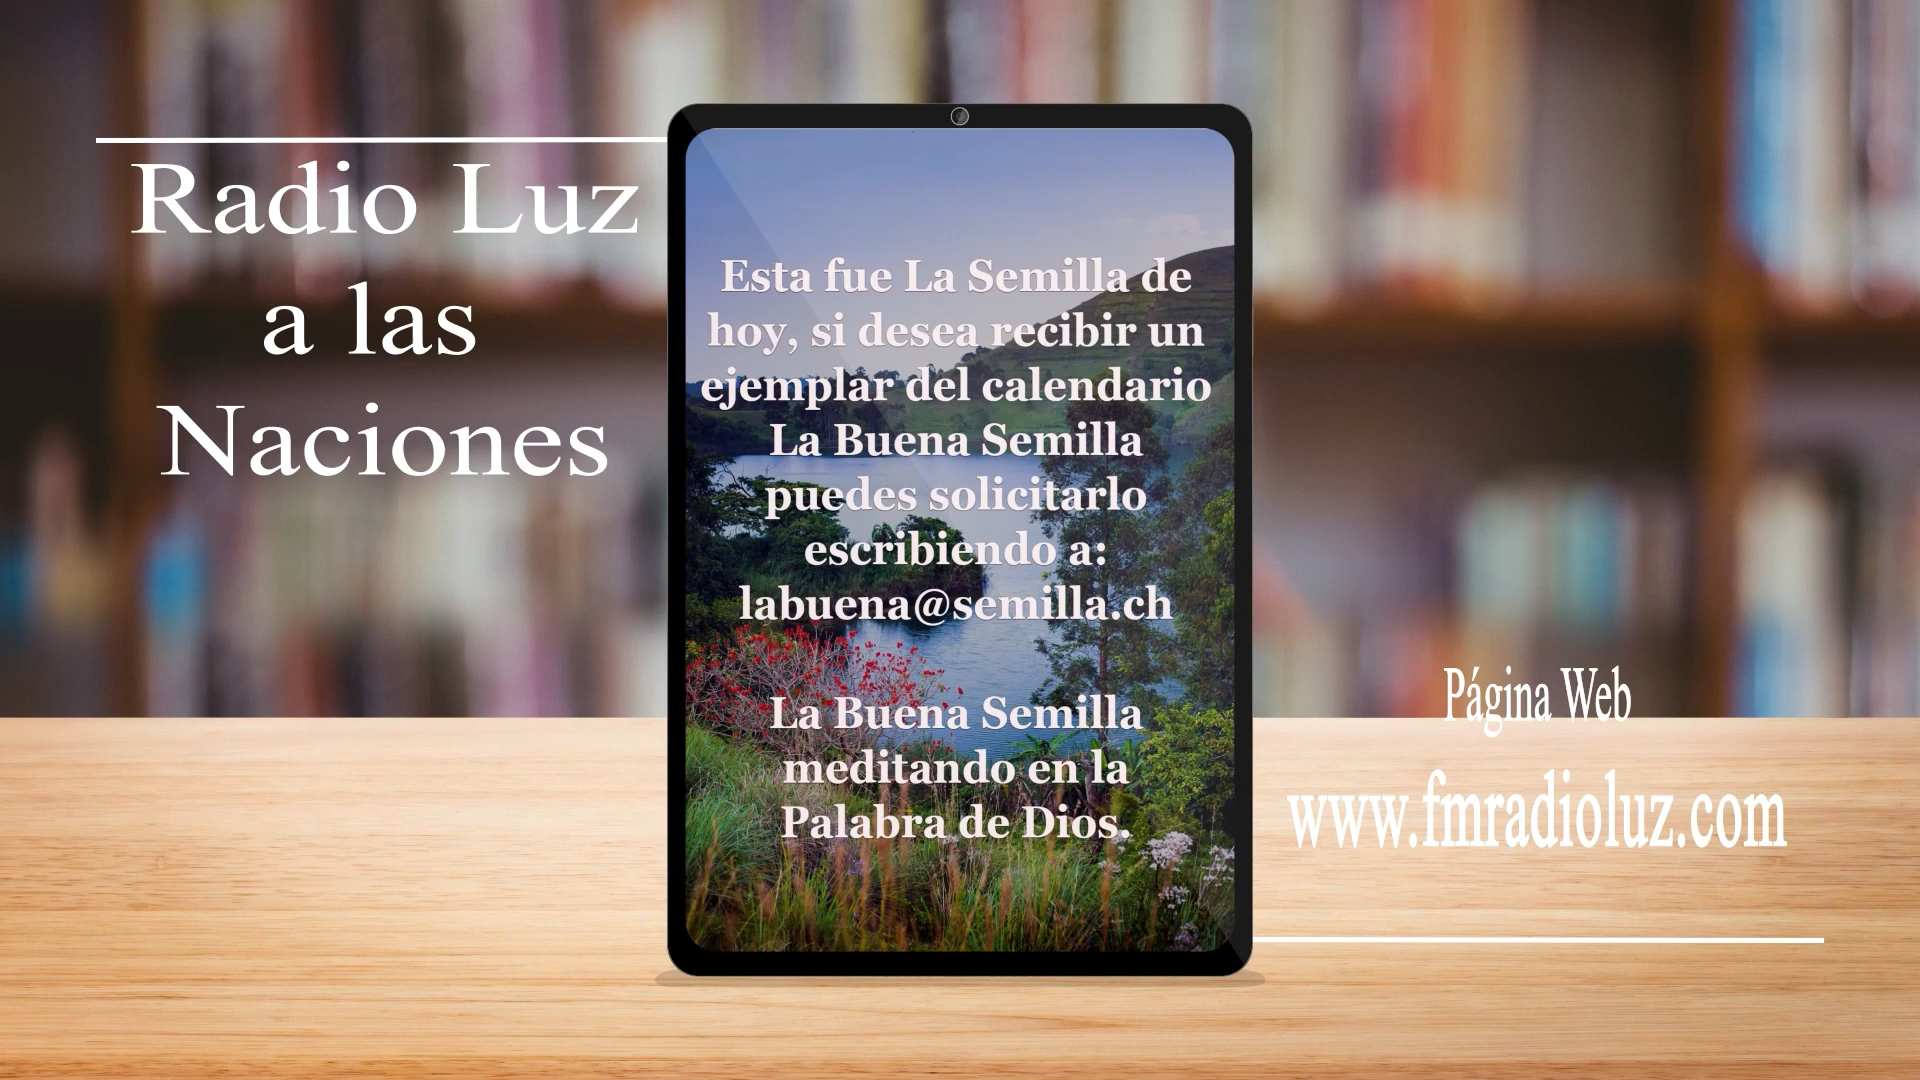 Radio Luz
a las
Naciones
Esta fue La Semilla de
hoy, si desea recibir un
ejemplar del calendario
La Buena Semilla
puedes solicitarlo
escribiendo a:
labuena@semilla.ch
La Buena Semilla
meditando en la
Palabra de Dios.
Página Web
www.fmradioluz.com